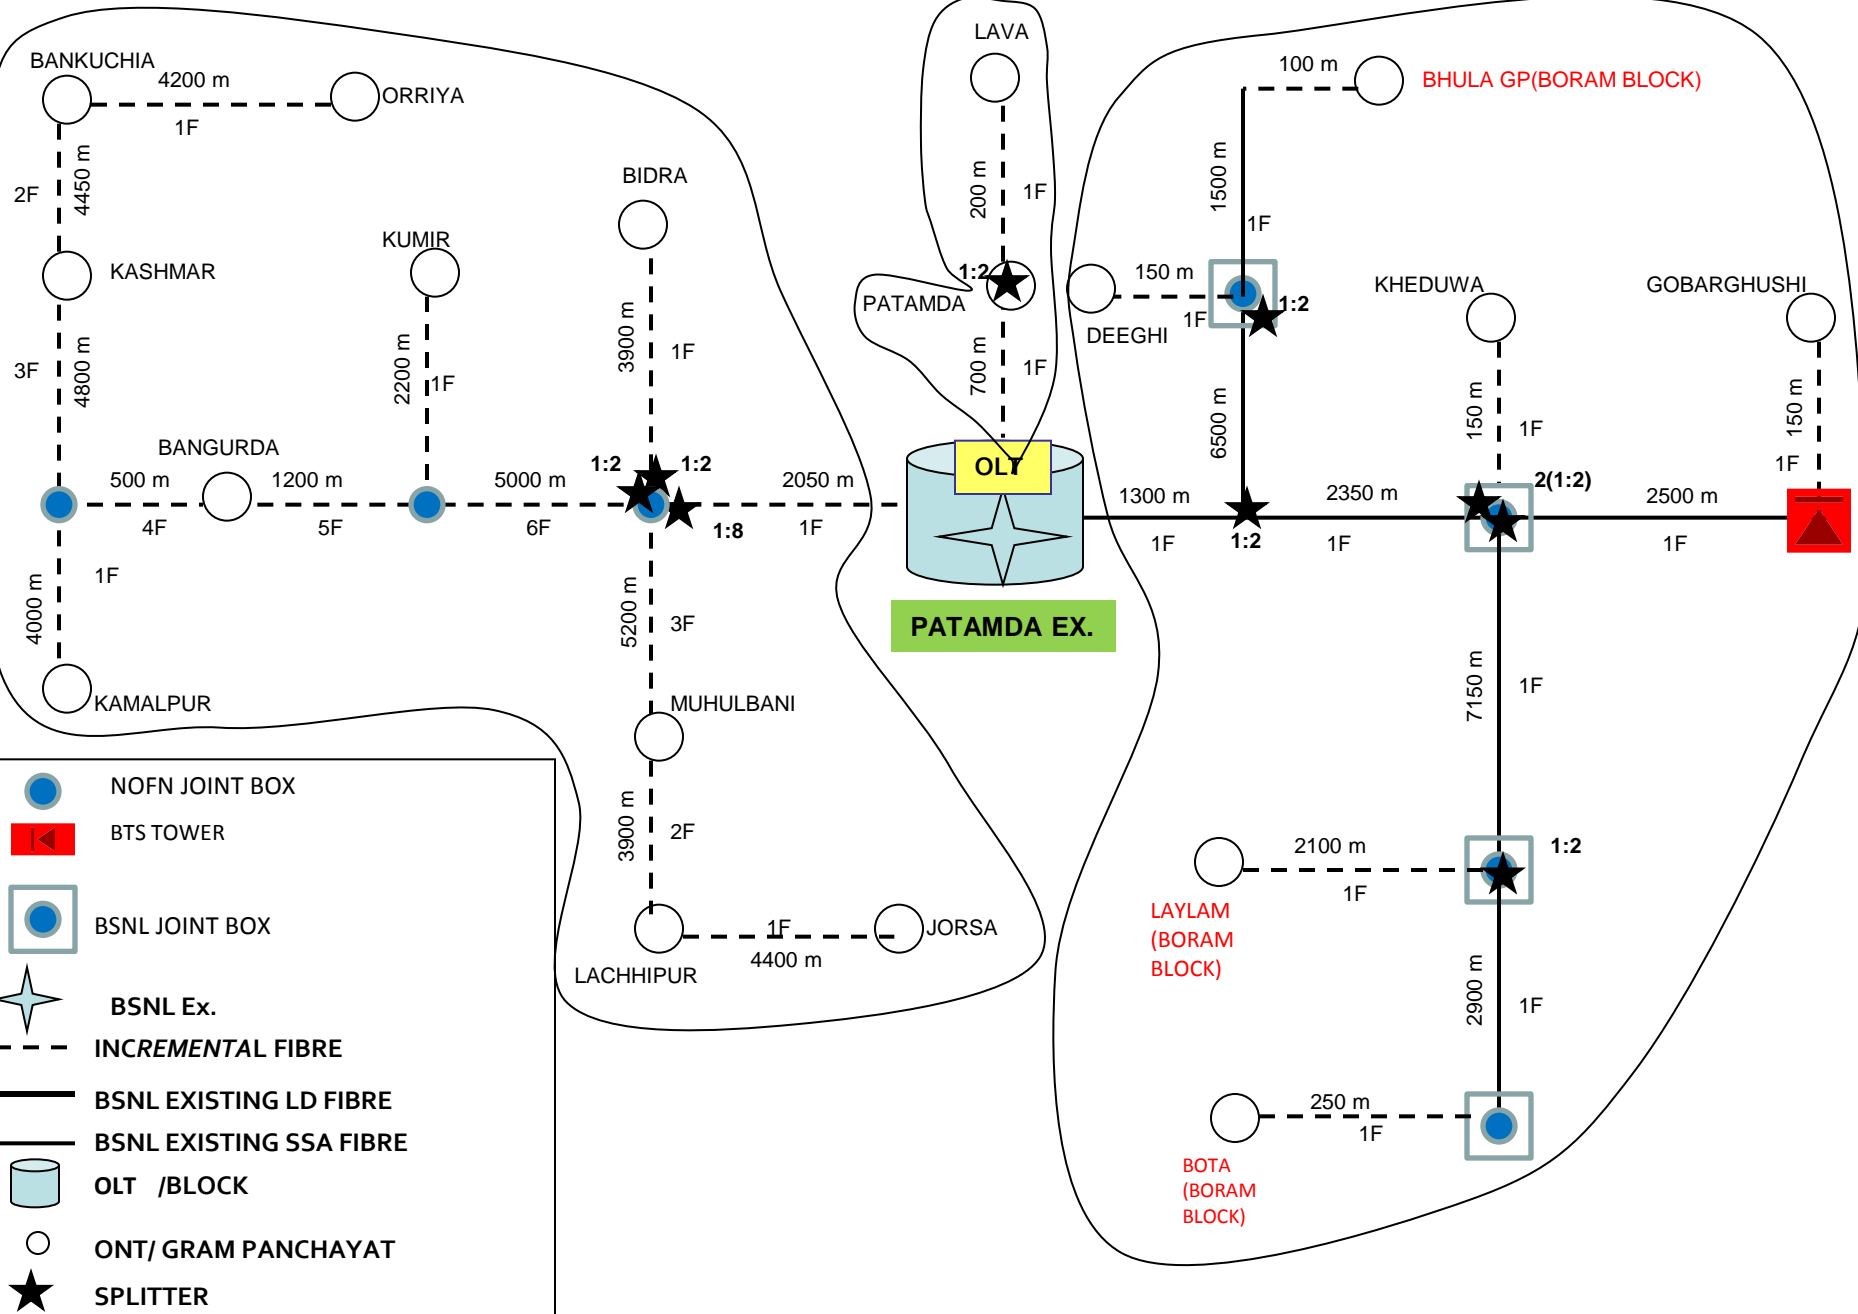 LAVA
BANKUCHIA
4200 m
ORRIYA
1F
100 m
BHULA GP(BORAM BLOCK)
2F
4450 m
BIDRA
200 m
1F
1500 m
1F
KASHMAR
KUMIR
1:2
PATAMDA
150 m
1F
DEEGHI
1:2
KHEDUWA
GOBARGHUSHI
3F
4800 m
2200 m
1F
3900 m
1F
700 m
1F
6500 m
150 m
1F
150 m
1F
BANGURDA
500 m
4F
1200 m
5F
5000 m
6F
1:2
1:2
1:8
2050 m
1F
OLT
1300 m
1F
1:2
2350 m
1F
2(1:2)
2500 m
1F
4000 m
1F
5200 m
3F
PATAMDA EX.
7150 m
1F
KAMALPUR
MUHULBANI
3900 m
2F
LACHHIPUR
1F
4400 m
JORSA
2100 m
1F
1:2
LAYLAM
(BORAM
BLOCK)
2900 m
1F
250 m
1F
BOTA
(BORAM
BLOCK)
NOFN JOINT BOX
BTS TOWER
BSNL JOINT BOX
BSNL Ex.
INCREMENTAL FIBRE
BSNL EXISTING LD FIBRE
BSNL EXISTING SSA FIBRE
OLT /BLOCK
ONT/ GRAM PANCHAYAT
SPLITTER